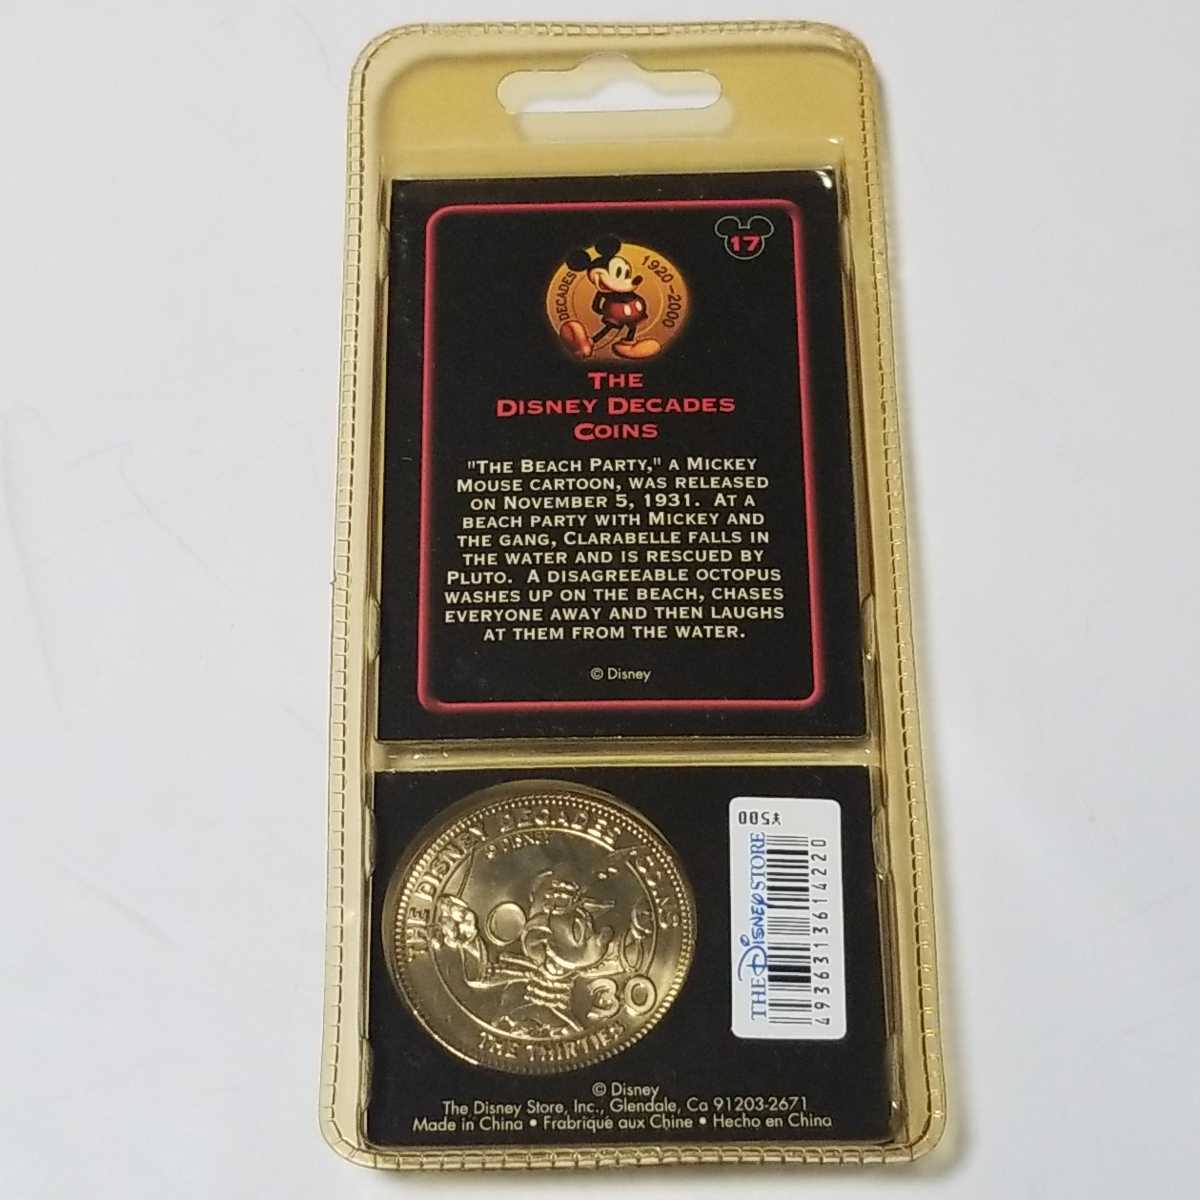 17
DECADES 1920-2000
THE
DISNEY DECADES
COINS
"THE BEACH PARTY," A MICKEY
MOUSE CARTOON, WAS RELEASED
ON NOVEMBER 5, 1931. AT A
BEACH PARTY WITH MICKEY AND
THE GANG, CLARABELLE FALLS IN
THE WATER AND IS RESCUED BY
PLUTO. A DISAGREEABLE OCTOPUS
WASHES UP ON THE BEACH, CHASES
EVERYONE AWAY AND THEN LAUGHS
AT THEM FROM THE WATER.
© Disney
THE DISNEY DECADES COINS
© DISNEY
30
THE THIRTIES
¥500
THE DISNEY STORE
4936313614220
© Disney
The Disney Store, Inc., Glendale, Ca 91203-2671
Made in China • Frabriqué aux Chine • Hecho en China